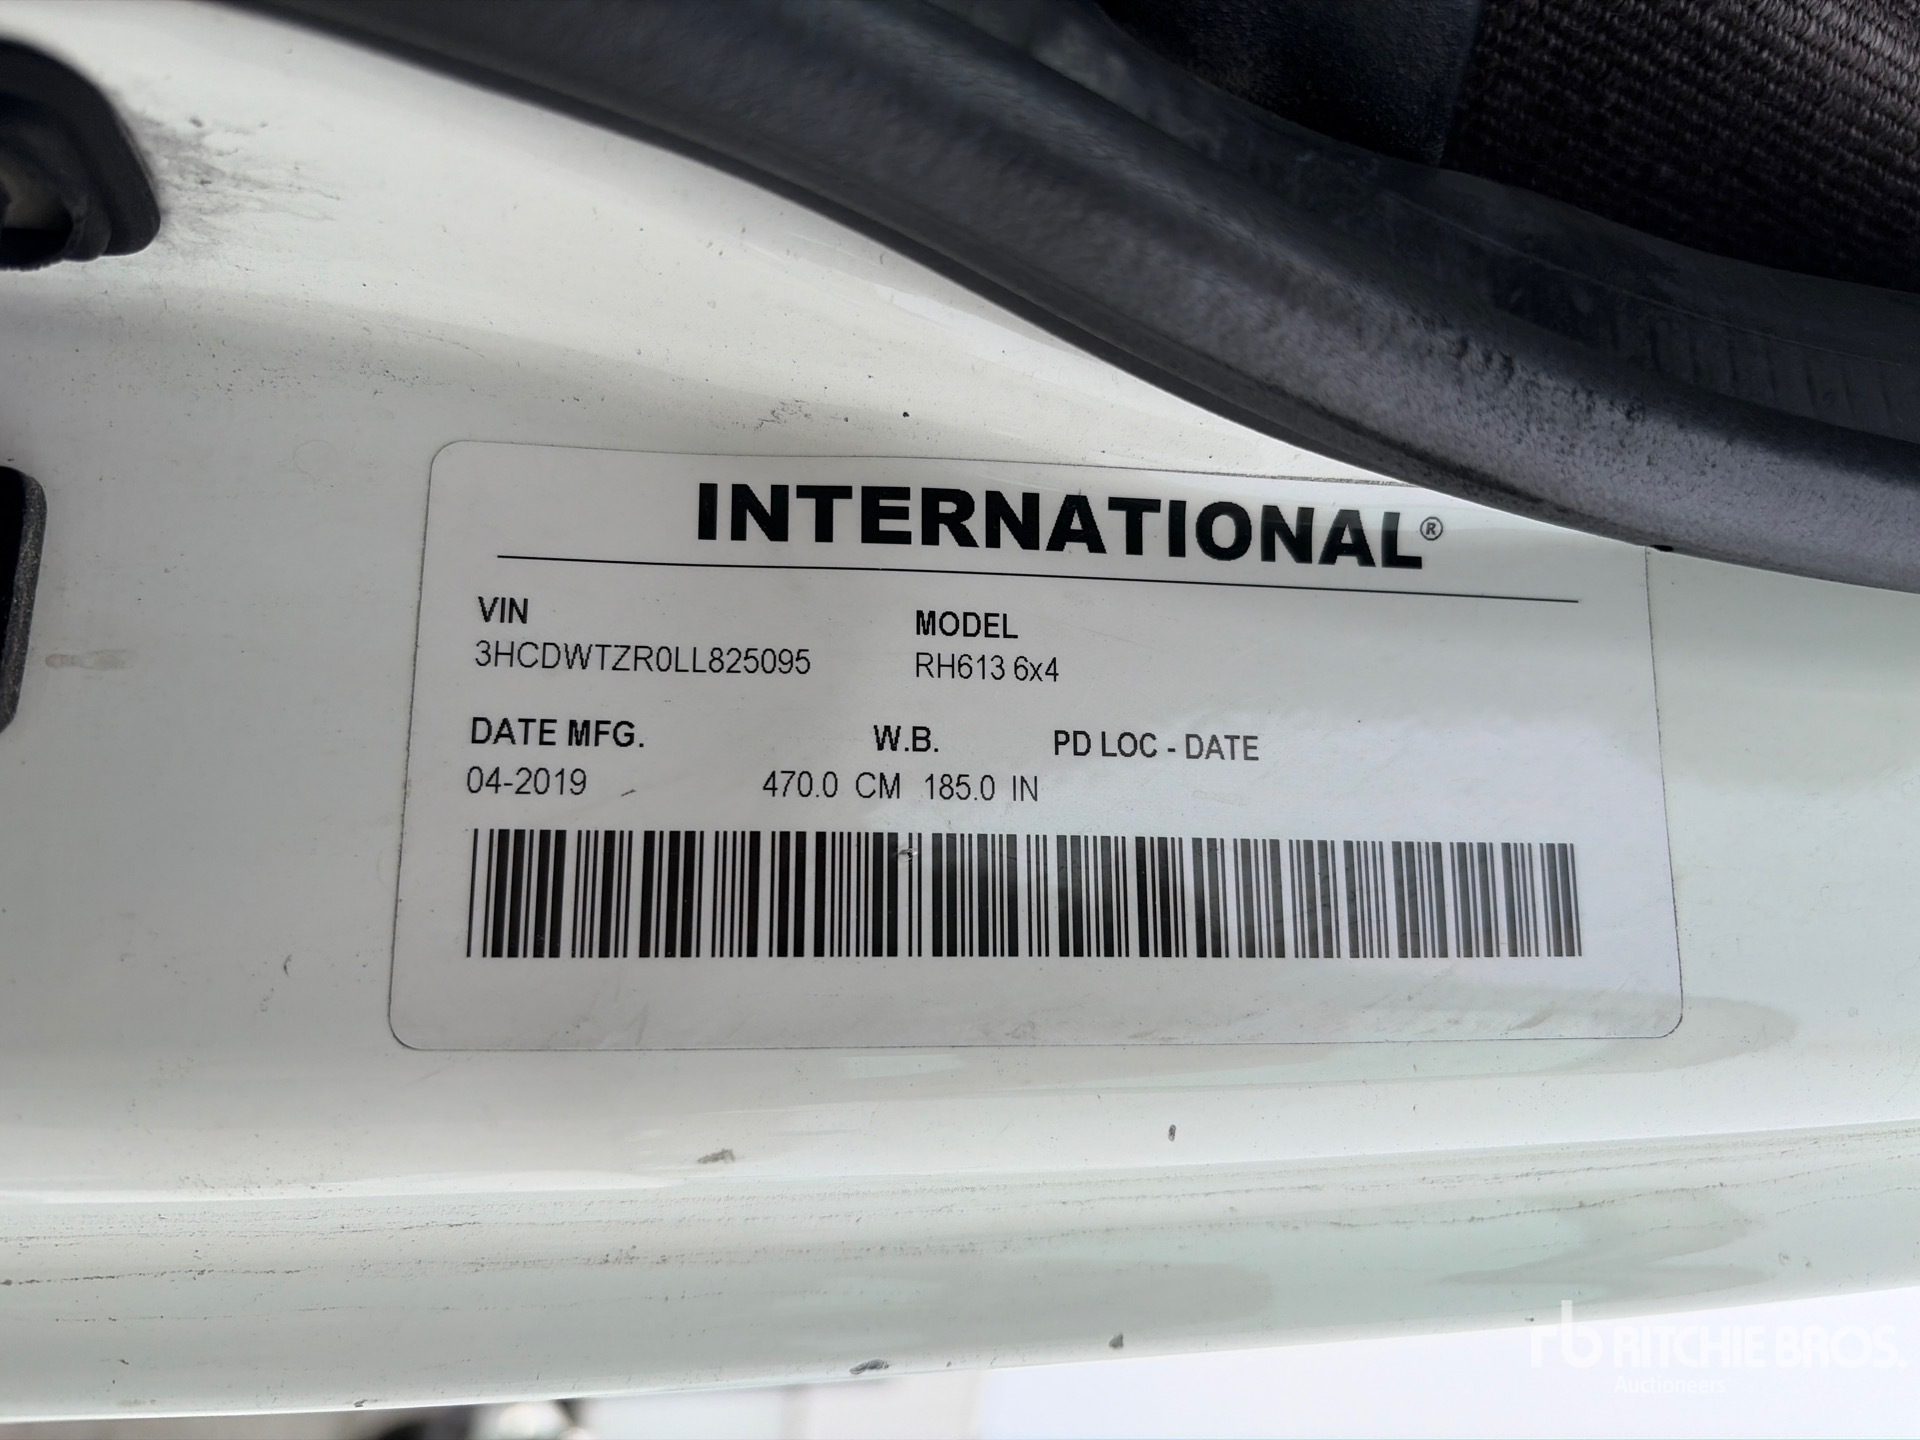 INTERNATIONAL®
VIN
3HCDWTZR0LL825095
MODEL
RH613 6x4
DATE MFG.
04-2019
W.B.
470.0 CM 185.0 IN
PD LOC - DATE
rb RITCHIE BROS.
Auctioneers